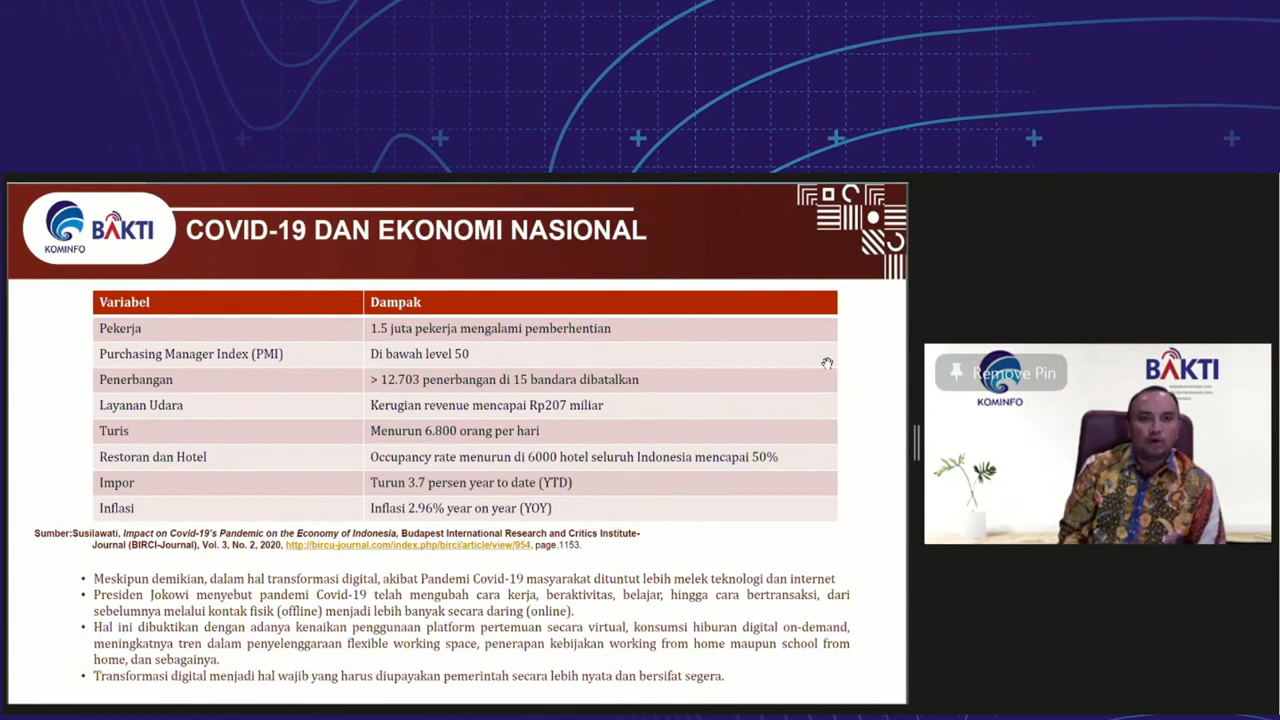 KOMINFO
BAKTI
COVID-19 DAN EKONOMI NASIONAL
Variabel Dampak
Pekerja 1.5 juta pekerja mengalami pemberhentian
Purchasing Manager Index (PMI) Di bawah level 50
Penerbangan > 12.703 penerbangan di 15 bandara dibatalkan
Layanan Udara Kerugian revenue mencapai Rp207 miliar
Turis Menurun 6.800 orang per hari
Restoran dan Hotel Occupancy rate menurun di 6000 hotel seluruh Indonesia mencapai 50%
Impor Turun 3.7 persen year to date (YTD)
Inflasi Inflasi 2.96% year on year (YOY)
Sumber:Susilawati, Impact on Covid-19's Pandemic on the Economy of Indonesia, Budapest International Research and Critics Institute-
Journal (BIRCI-Journal), Vol. 3, No. 2, 2020, http://bircu-journal.com/index.php/birci/article/view/954, page.1153.
• Meskipun demikian, dalam hal transformasi digital, akibat Pandemi Covid-19 masyarakat dituntut lebih melek teknologi dan internet
• Presiden Jokowi menyebut pandemi Covid-19 telah mengubah cara kerja, beraktivitas, belajar, hingga cara bertransaksi, dari
sebelumnya melalui kontak fisik (offline) menjadi lebih banyak secara daring (online).
• Hal ini dibuktikan dengan adanya kenaikan penggunaan platform pertemuan secara virtual, konsumsi hiburan digital on-demand,
meningkatnya tren dalam penyelenggaraan flexible working space, penerapan kebijakan working from home maupun school from
home, dan sebagainya.
• Transformasi digital menjadi hal wajib yang harus diupayakan pemerintah secara lebih nyata dan bersifat segera.
Remove Pin
KOMINFO
BAKTI